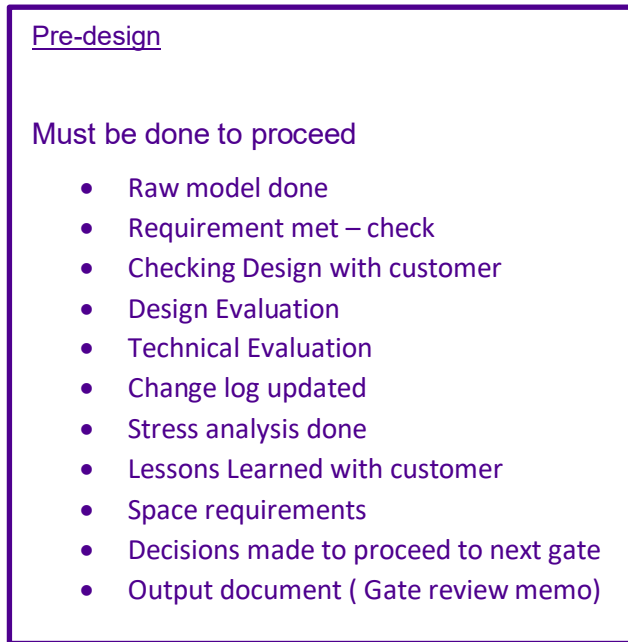 Pre-design
Must be done to proceed
• Raw model done
• Requirement met – check
• Checking Design with customer
• Design Evaluation
• Technical Evaluation
• Change log updated
• Stress analysis done
• Lessons Learned with customer
• Space requirements
• Decisions made to proceed to next gate
• Output document ( Gate review memo)